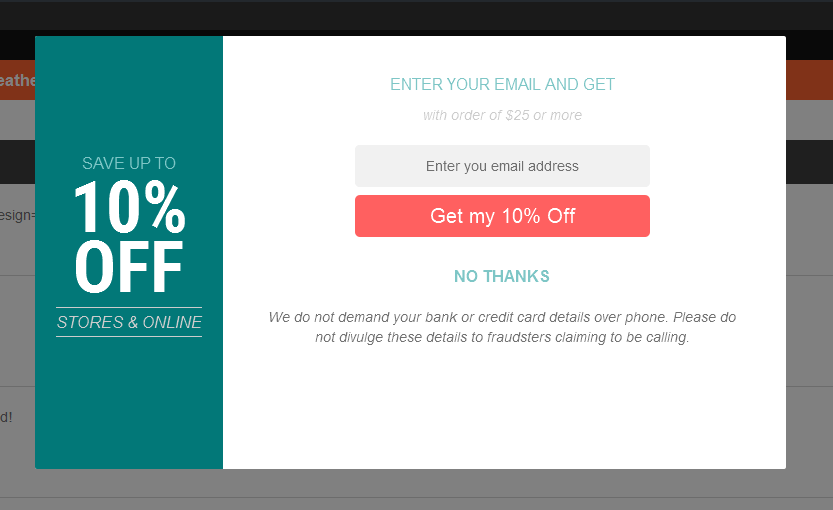 SAVE UP TO
10%
OFF
STORES & ONLINE
ENTER YOUR EMAIL AND GET
with order of $25 or more
Enter you email address
Get my 10% Off
NO THANKS
We do not demand your bank or credit card details over phone. Please do
not divulge these details to fraudsters claiming to be calling.